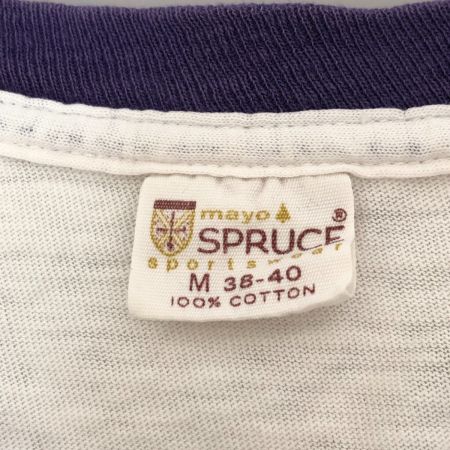 mayo
SPRUCE®
sportswear
M 38-40
100% COTTON